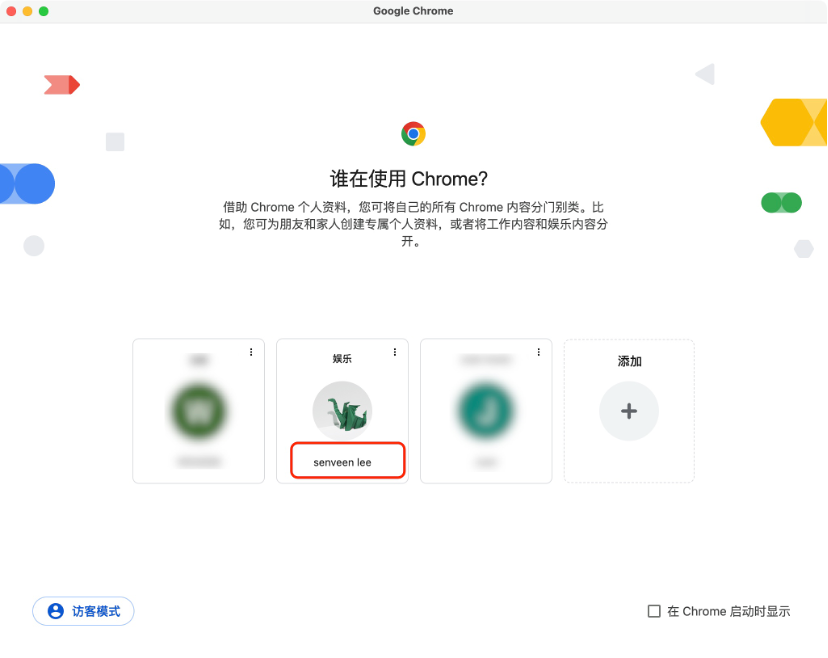 Google Chrome
谁在使用 Chrome?
借助 Chrome 个人资料，您可将自己的所有 Chrome 内容分门别类。比
如，您可为朋友和家人创建专属个人资料，或者将工作内容和娱乐内容分
开。
娱乐
添加
senveen lee
访客模式
在 Chrome 启动时显示